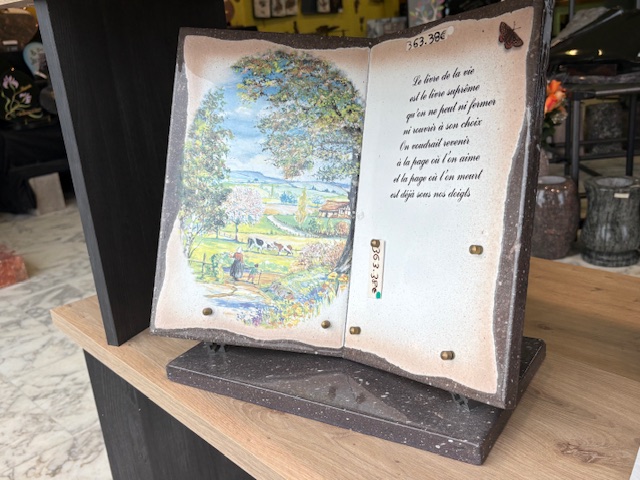 363.38€
Le livre de la vie
est le livre suprême
qu'on ne peut ni fermer
ni rouvrir à son choix
On voudrait revenir
à la page où l'on aime
et la page où l'on meurt
est déjà sous nos doigts
363.38€